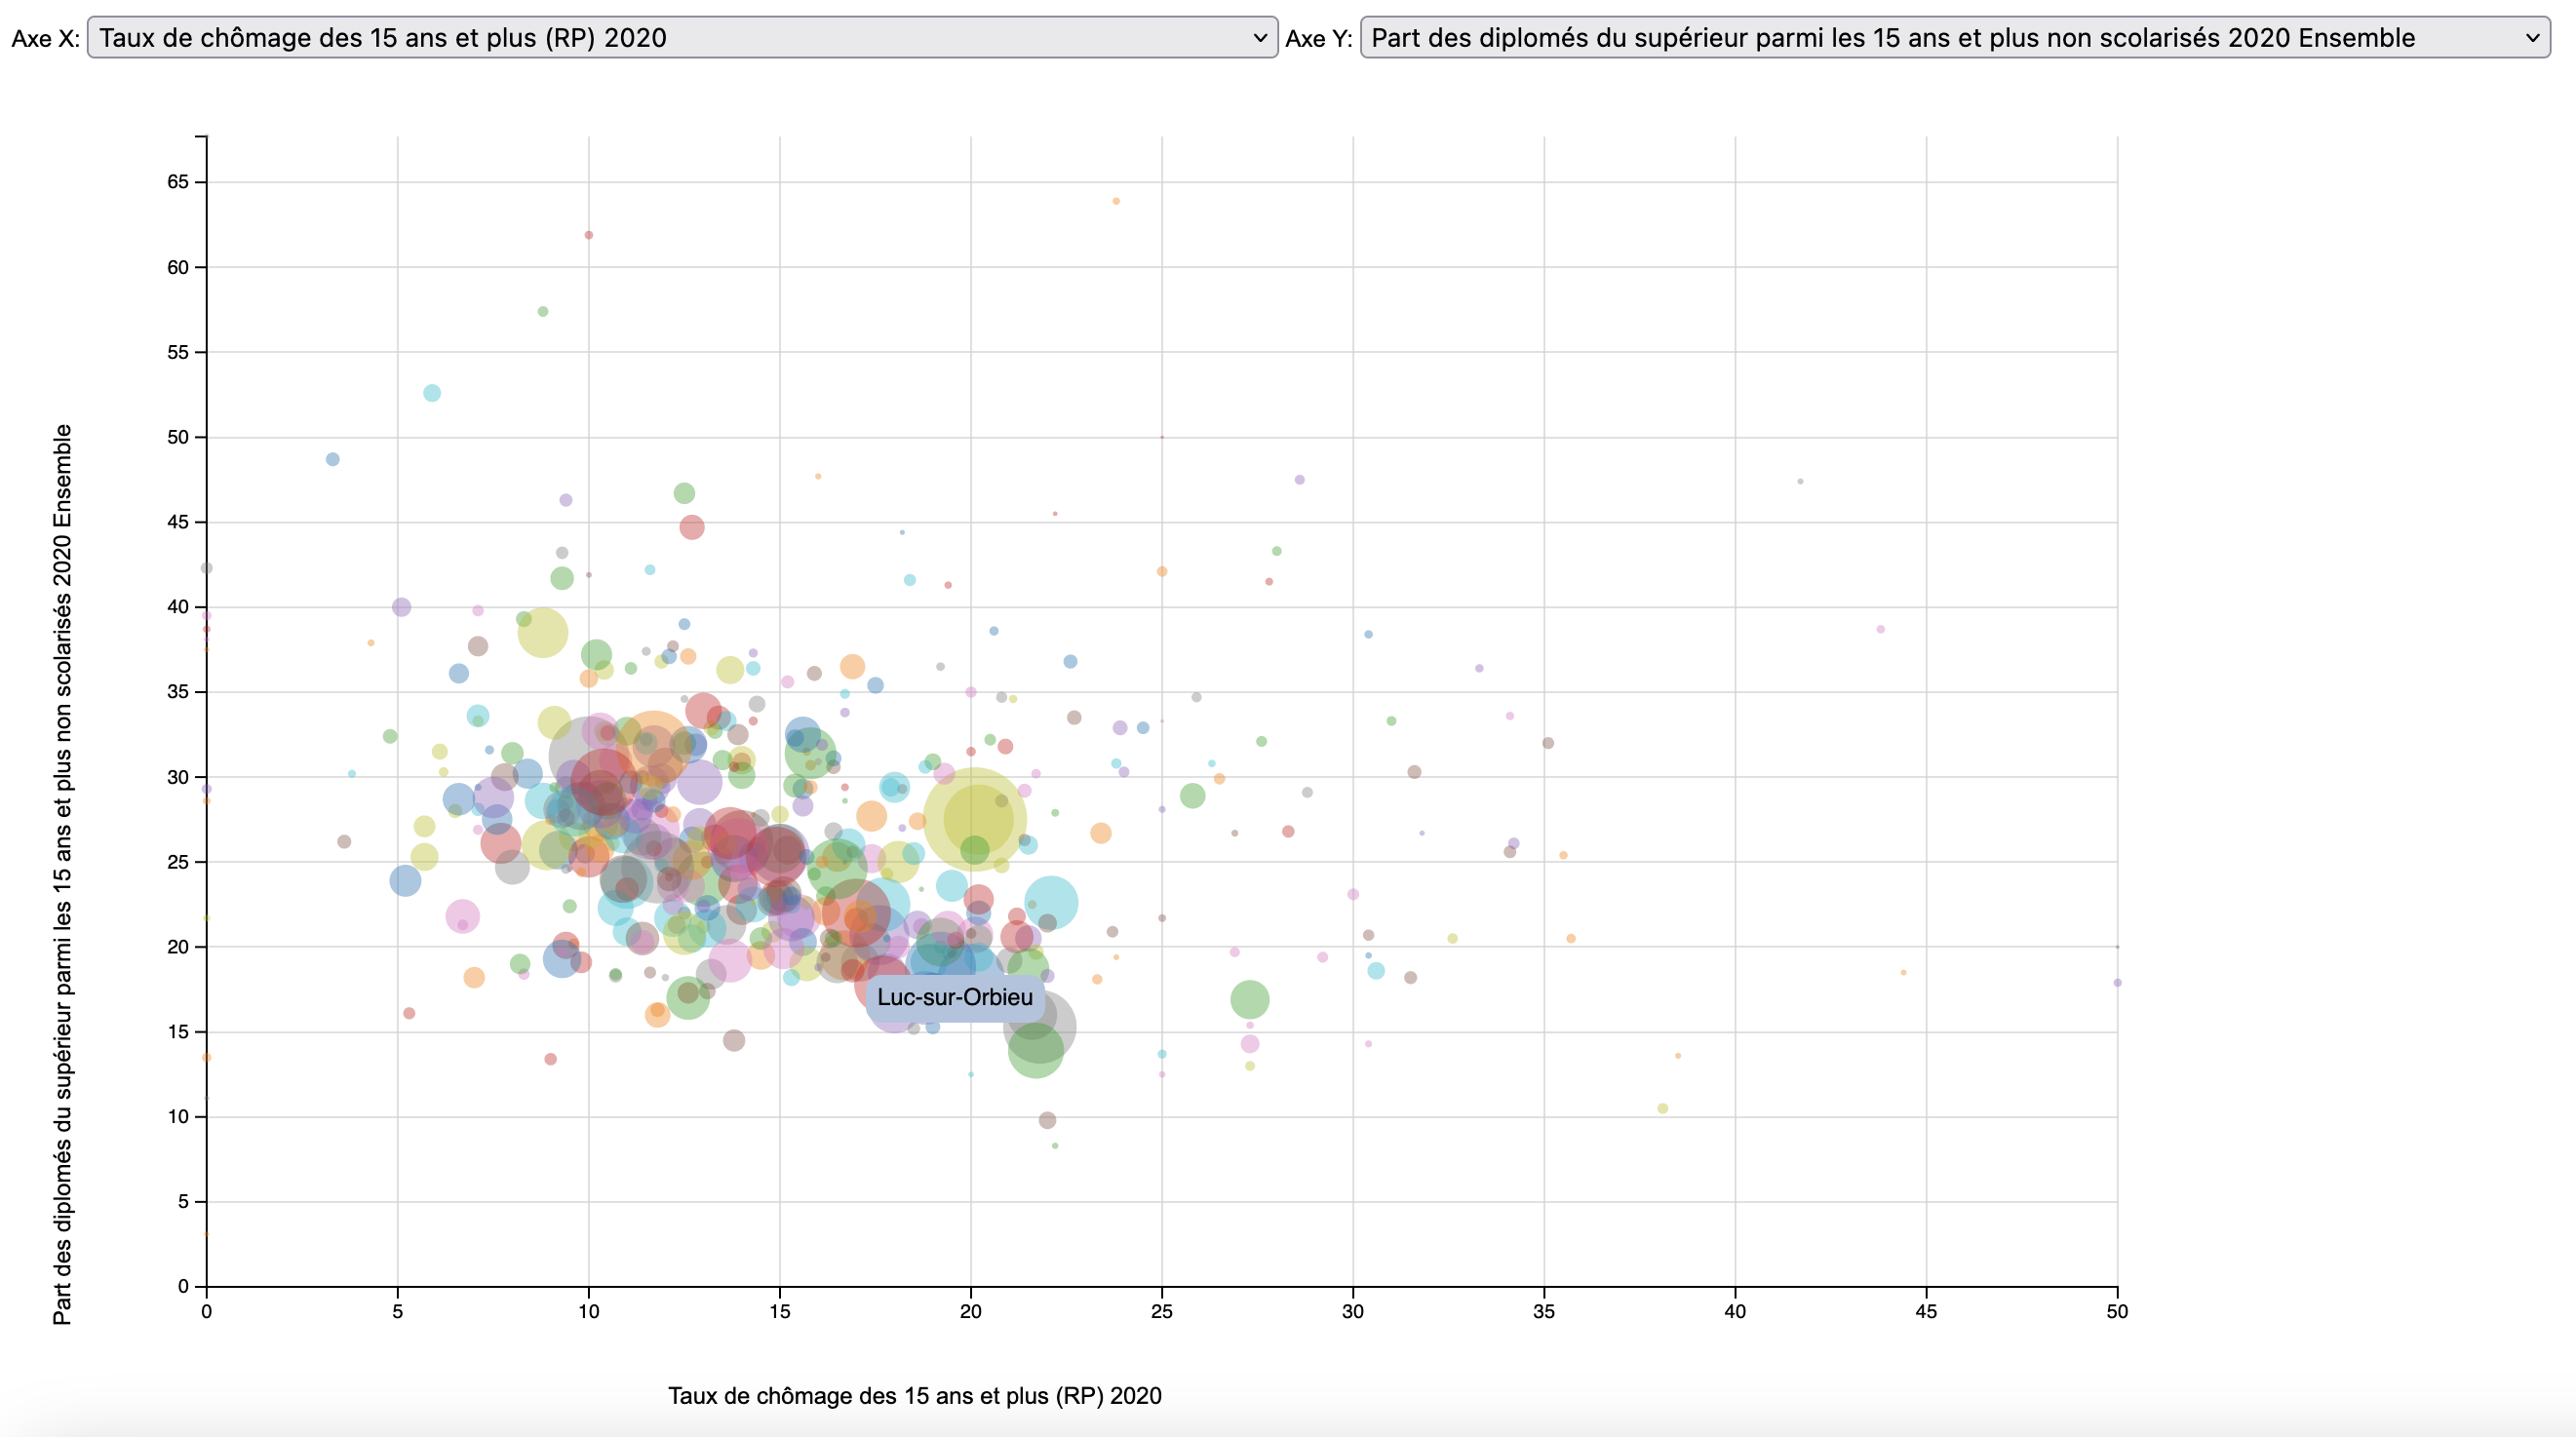 Axe X: Taux de chômage des 15 ans et plus (RP) 2020 Axe Y: Part des diplomés du supérieur parmi les 15 ans et plus non scolarisés 2020 Ensemble
65
60
55
50
45
40
35
30
25
20
15
10
5
0
Part des diplomés du supérieur parmi les 15 ans et plus non scolarisés 2020 Ensemble
Luc-sur-Orbieu
0 5 10 15 20 25 30 35 40 45 50
Taux de chômage des 15 ans et plus (RP) 2020